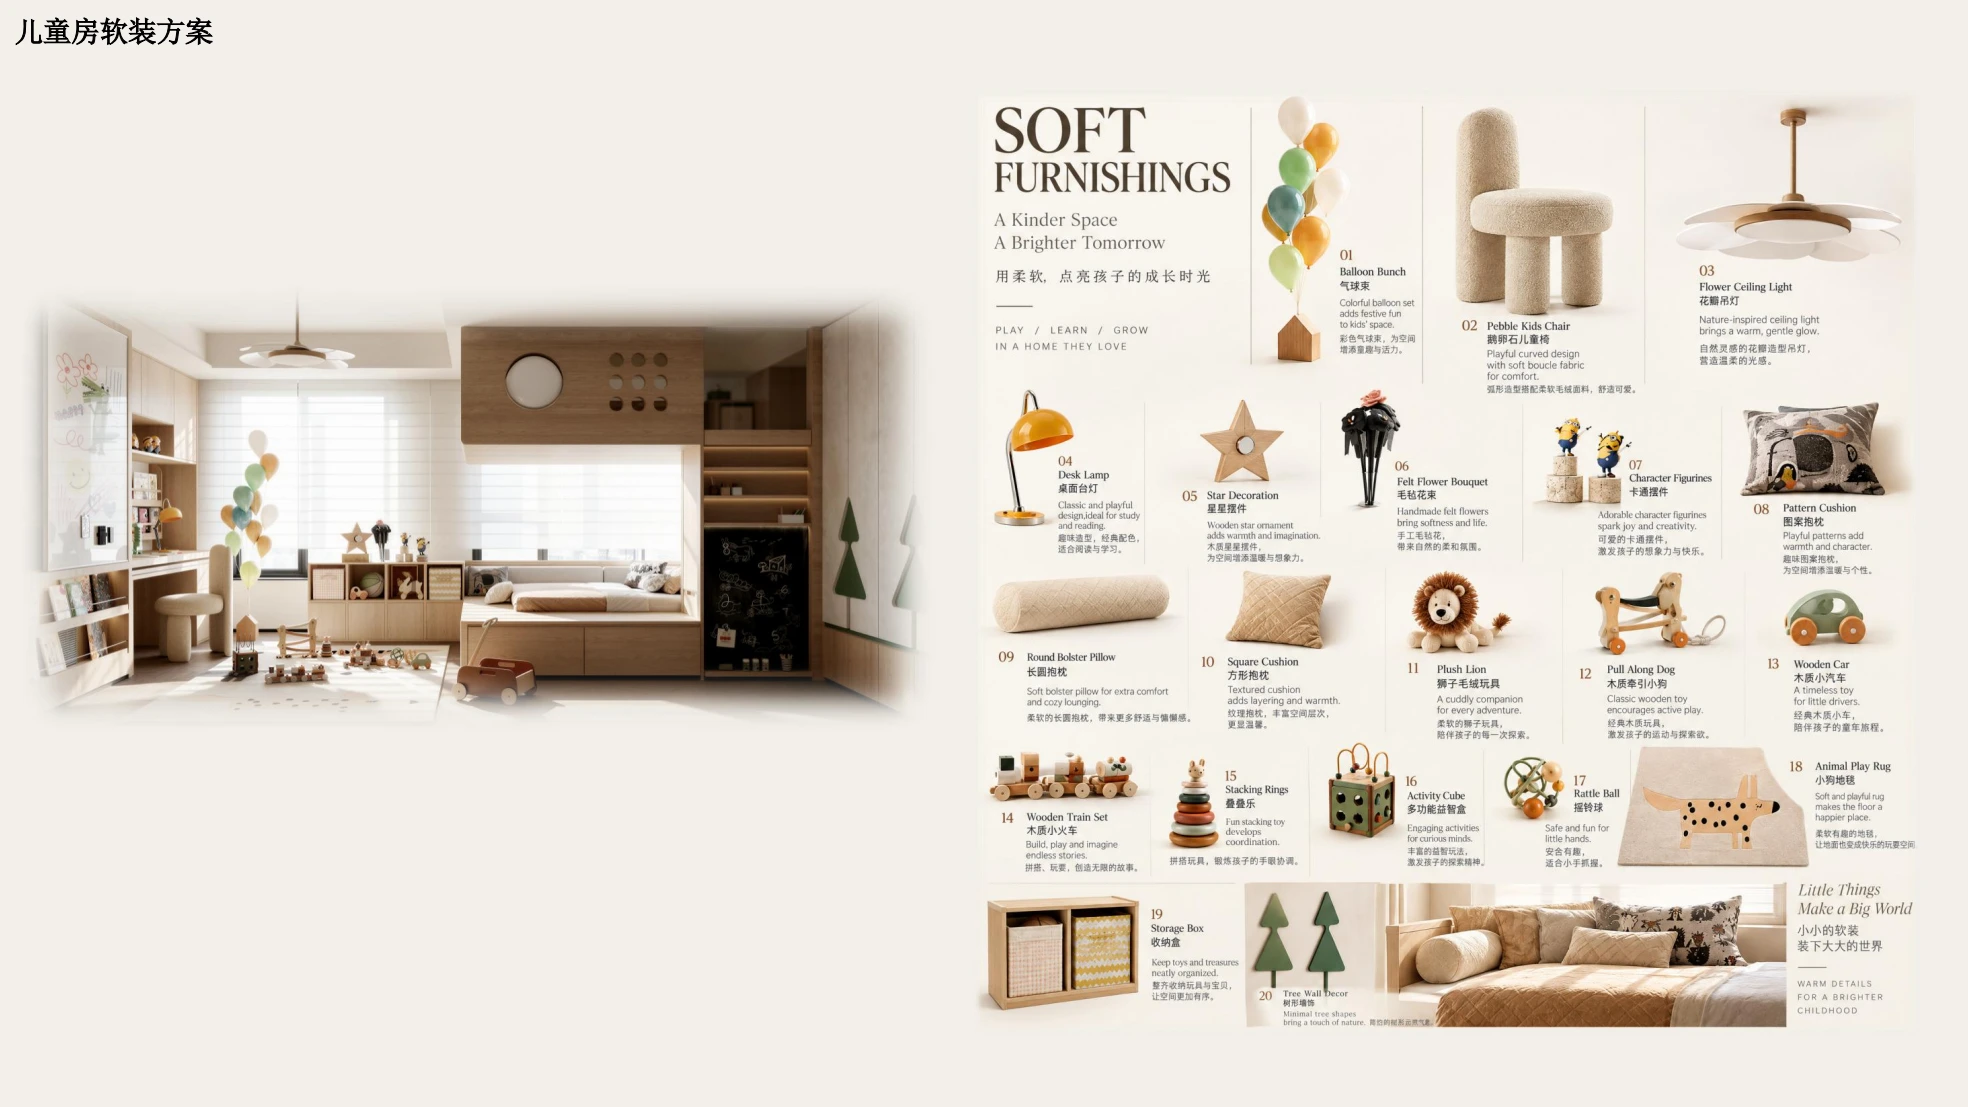 儿童房软装方案
SOFT
FURNISHINGS
A Kinder Space
A Brighter Tomorrow
用柔软，点亮孩子的成长时光
PLAY / LEARN / GROW
IN A HOME THEY LOVE
01
Balloon Bunch
气球束
Colorful balloon set
adds festive fun
to kids' space.
彩色气球束，为空间
增添童趣与活力。
02 Pebble Kids Chair
鹅卵石儿童椅
Playful curved design
with soft boucle fabric
for comfort.
弧形造型搭配柔软毛绒面料，舒适可爱。
03
Flower Ceiling Light
花瓣吊灯
Nature-inspired ceiling light
brings a warm, gentle glow.
自然灵感的花瓣造型吊灯，
营造温柔的光感。
04
Desk Lamp
桌面台灯
Classic and playful
design,ideal for study
and reading.
趣味造型，经典配色，
适合阅读与学习。
05 Star Decoration
星星摆件
Wooden star ornament
adds warmth and imagination.
木质星星摆件，
为空间增添温暖与想象力。
06
Felt Flower Bouquet
毛毡花束
Handmade felt flowers
bring softness and life.
手工毛毡花，
带来自然的柔和氛围。
07
Character Figurines
卡通摆件
Adorable character figurines
spark joy and creativity.
可爱的卡通摆件，
激发孩子的想象力与快乐。
08 Pattern Cushion
图案抱枕
Playful patterns add
warmth and character.
趣味图案抱枕，
为空间增添温暖与个性。
09 Round Bolster Pillow
长圆抱枕
Soft bolster pillow for extra comfort
and cozy lounging.
柔软的长圆抱枕，带来更多舒适与慵懒感。
10 Square Cushion
方形抱枕
Textured cushion
adds layering and warmth.
纹理抱枕，丰富空间层次，
更显温馨。
11 Plush Lion
狮子毛绒玩具
A cuddly companion
for every adventure.
柔软的狮子玩具，
陪伴孩子的每一次探索。
12 Pull Along Dog
木质牵引小狗
Classic wooden toy
encourages active play.
经典木质玩具，
激发孩子的运动与探索欲。
13 Wooden Car
木质小汽车
A timeless toy
for little drivers.
经典木质小车，
陪伴孩子的童年旅程。
14 Wooden Train Set
木质小火车
Build, play and imagine
endless stories.
拼搭、玩耍，创造无限的故事。
15
Stacking Rings
叠叠乐
Fun stacking toy
develops
coordination.
拼搭玩具，锻炼孩子的手眼协调。
16
Activity Cube
多功能益智盒
Engaging activities
for curious minds.
丰富的益智玩法，
激发孩子的探索精神。
17
Rattle Ball
摇铃球
Safe and fun for
little hands.
安合有趣，
适合小手抓握。
18 Animal Play Rug
小狗地毯
Soft and playful rug
makes the floor a
happier place.
柔软有趣的地毯，
让地面也变成快乐的玩耍空间
19
Storage Box
收纳盒
Keep toys and treasures
neatly organized.
整齐收纳玩具与宝贝，
让空间更加有序。
20 Tree Wall Decor
树形墙饰
Minimal tree shapes
bring a touch of nature.
Little Things
Make a Big World
小小的软装
装下大大的世界
WARM DETAILS
FOR A BRIGHTER
CHILDHOOD